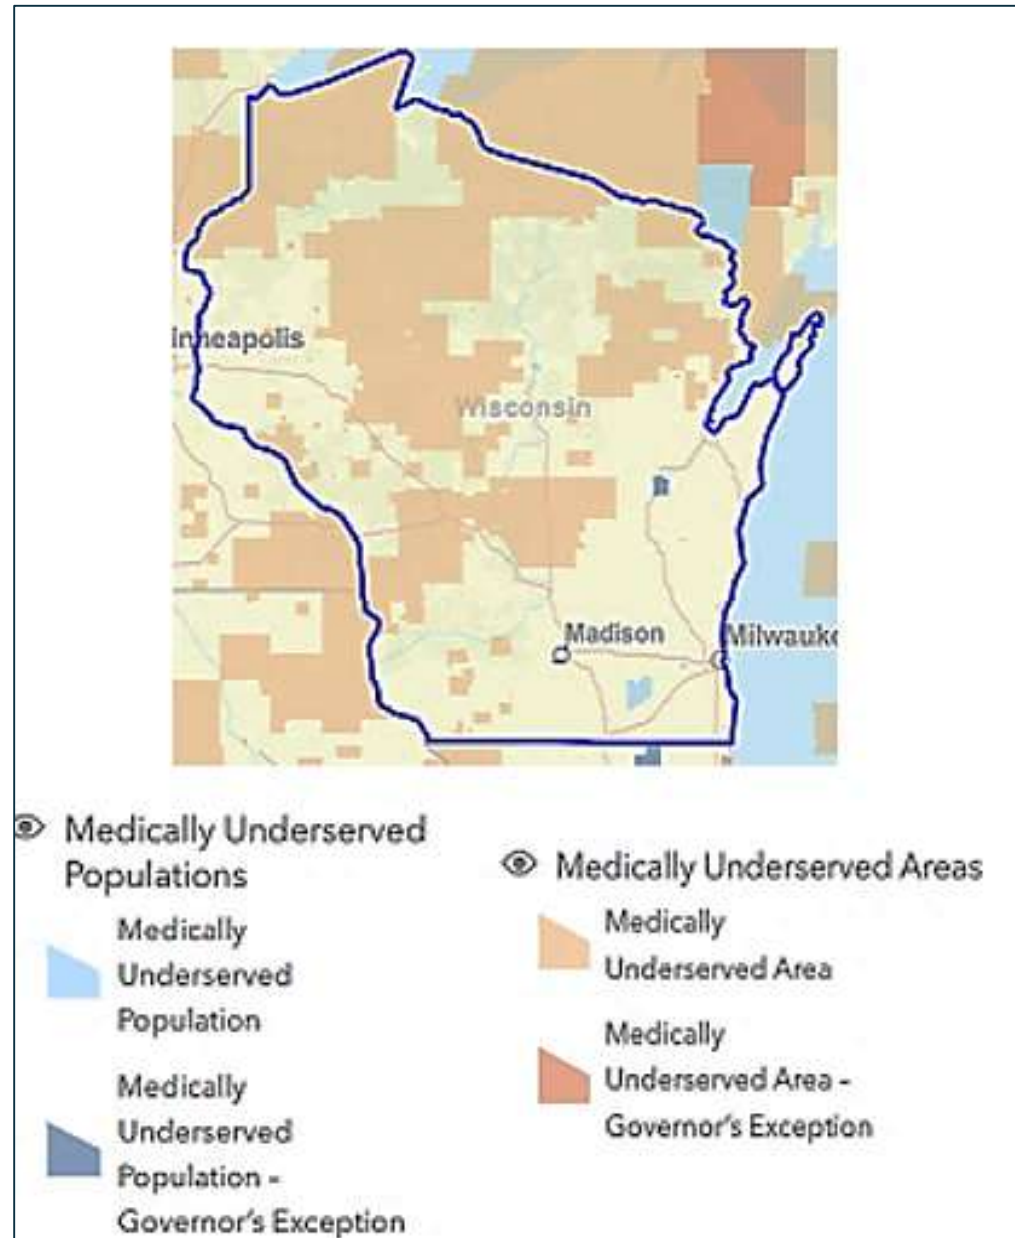 inneapolis
Wisconsin
Madison
Milwauk
Medically Underserved
Populations
Medically
Underserved
Population
Medically
Underserved
Population -
Governor's Exception
Medically Underserved Areas
Medically
Underserved Area
Medically
Underserved Area -
Governor's Exception